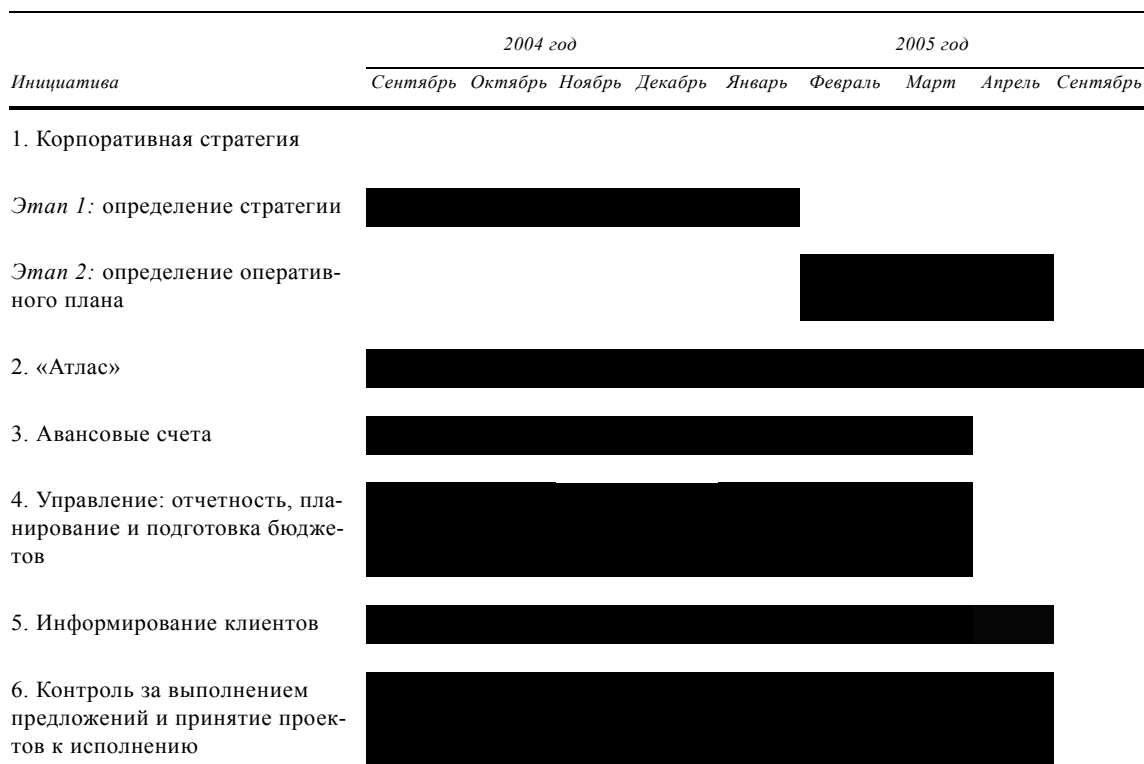 2004 год 2005 год
Инициатива Сентябрь Октябрь Ноябрь Декабрь Январь Февраль Март Апрель Сентябрь
1. Корпоративная стратегия
Этап 1: определение стратегии
Этап 2: определение оператив-
ного плана
2. «Атлас»
3. Авансовые счета
4. Управление: отчетность, пла-
нирование и подготовка бюдже-
тов
5. Информирование клиентов
6. Контроль за выполнением
предложений и принятие проек-
тов к исполнению